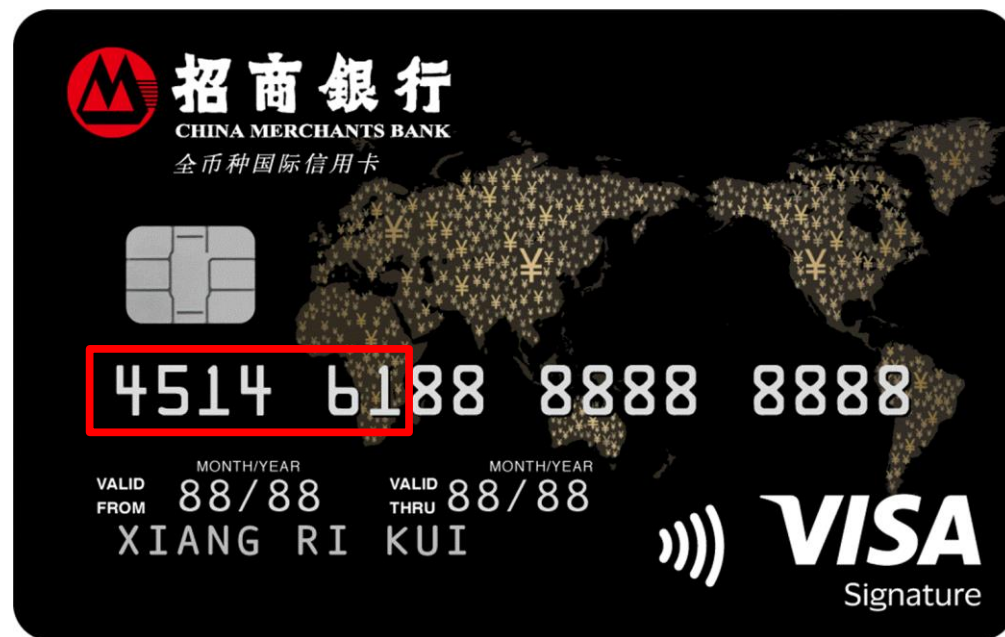 招商銀行
CHINA MERCHANTS BANK
全币种国际信用卡
4514 6188 8888 8888
MONTH/YEAR MONTH/YEAR
VALID FROM 88/88 VALID THRU 88/88
XIANG RI KUI
VISA
Signature